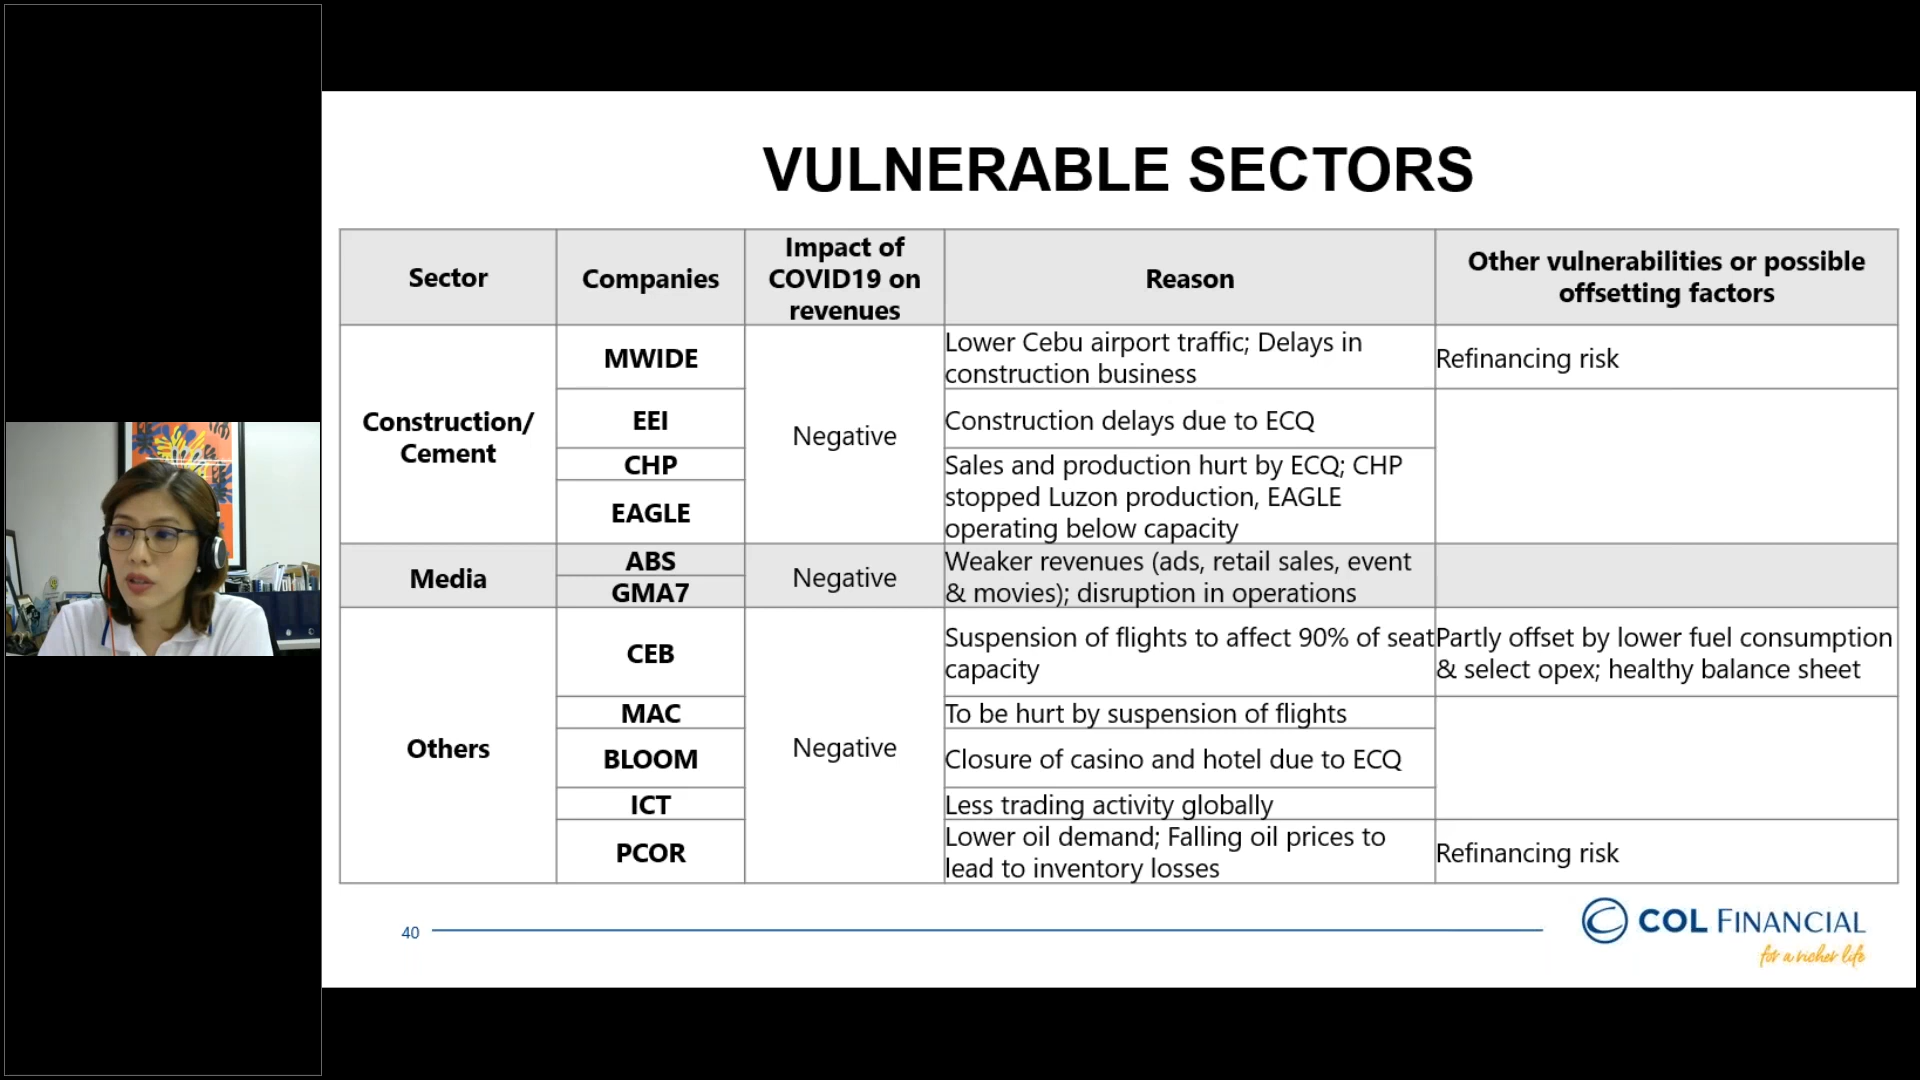 VULNERABLE SECTORS
Sector
Companies
Impact of
COVID19 on
revenues
Reason
Other vulnerabilities or possible
offsetting factors
Construction/
Cement
MWIDE
Negative
Lower Cebu airport traffic; Delays in
construction business
Refinancing risk
EEI
Construction delays due to ECQ
CHP
EAGLE
Sales and production hurt by ECQ; CHP
stopped Luzon production, EAGLE
operating below capacity
Media
ABS
GMA7
Negative
Weaker revenues (ads, retail sales, event
& movies); disruption in operations
Others
CEB
Negative
Suspension of flights to affect 90% of seat
capacity
Partly offset by lower fuel consumption
& select opex; healthy balance sheet
MAC
To be hurt by suspension of flights
BLOOM
Closure of casino and hotel due to ECQ
ICT
Less trading activity globally
PCOR
Lower oil demand; Falling oil prices to
lead to inventory losses
Refinancing risk
40
COL FINANCIAL
for a richer life